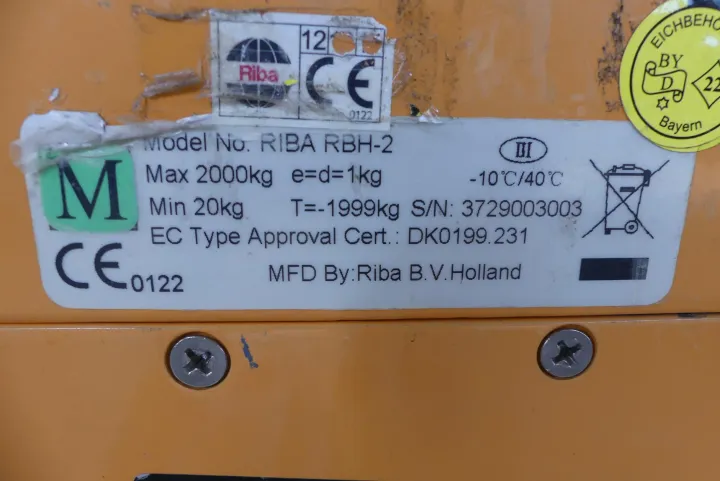 Riba
12
CE
0122
EICHBEHÖ
BY
D
22
Bayern
Model No. RIBA RBH-2
III
Max 2000kg e=d=1kg
-10℃/40℃
M
Min 20kg T=-1999kg S/N: 3729003003
EC Type Approval Cert.: DK0199.231
CE 0122
MFD By:Riba B.V.Holland